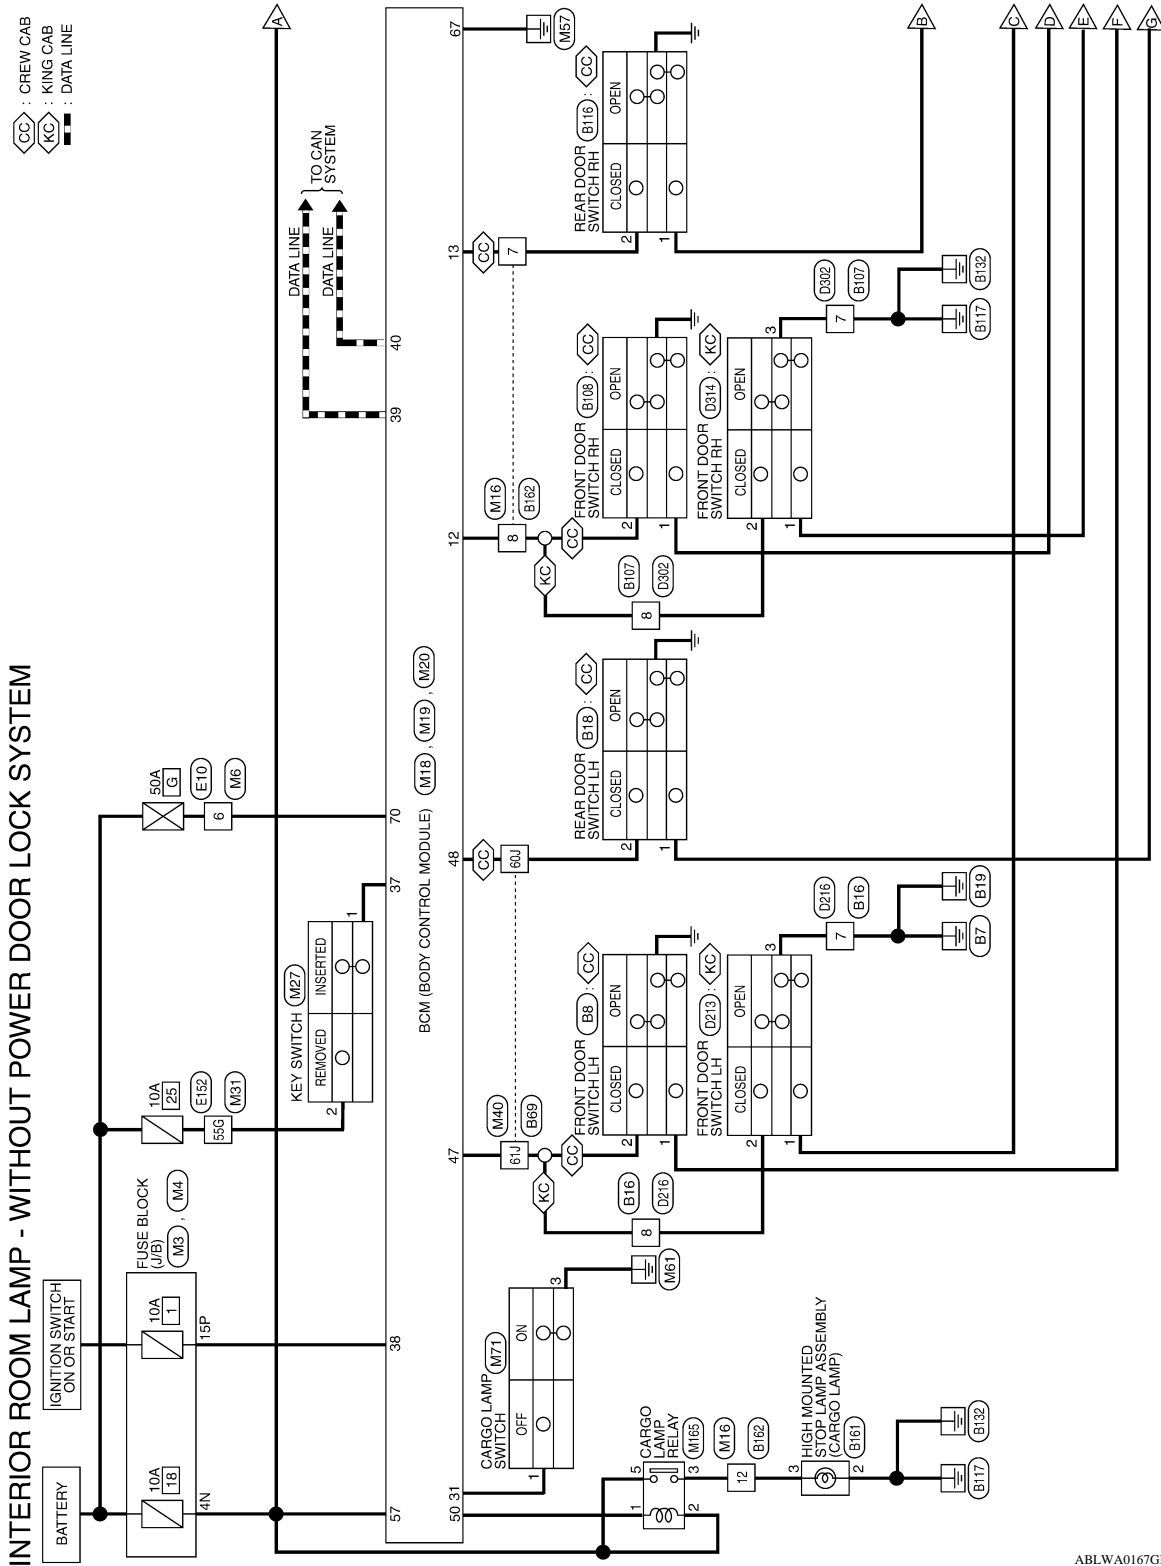 INTERIOR ROOM LAMP - WITHOUT POWER DOOR LOCK SYSTEM
CC : CREW CAB
KC : KING CAB
: DATA LINE
BATTERY
IGNITION SWITCH
ON OR START
10A
18
10A
1
FUSE BLOCK
(J/B)
M3 , M4
4N
15P
10A
25
E152
55G
M31
50A
G
E10
6
M6
KEY SWITCH M27
REMOVED
INSERTED
2
1
DATA LINE
DATA LINE
TO CAN
SYSTEM
A
57
38
37
70
39
40
BCM (BODY CONTROL MODULE) M18 , M19 , M20
50
31
47
48
12
13
67
M57
CARGO LAMP
SWITCH
M71
OFF
ON
1
3
M61
CARGO
LAMP
RELAY
M165
1
5
2
3
M16
12
B162
HIGH MOUNTED
STOP LAMP ASSEMBLY
(CARGO LAMP)
B161
3
2
B117
B132
M40
61J
B69
60J
CC
KC
CC
B16
8
D216
FRONT DOOR
SWITCH LH
B8 : CC
CLOSED
OPEN
2
1
FRONT DOOR
SWITCH LH
D213 : KC
CLOSED
OPEN
2
1
3
D216
7
B16
B7
B19
REAR DOOR
SWITCH LH
B18 : CC
CLOSED
OPEN
2
1
M16
8
B162
7
CC
KC
CC
B107
8
D302
FRONT DOOR
SWITCH RH
B108 : CC
CLOSED
OPEN
2
1
FRONT DOOR
SWITCH RH
D314 : KC
CLOSED
OPEN
2
1
3
D302
7
B107
B117
B132
REAR DOOR
SWITCH RH
B116 : CC
CLOSED
OPEN
2
1
B
C
D
E
F
G
ABLWA0167G